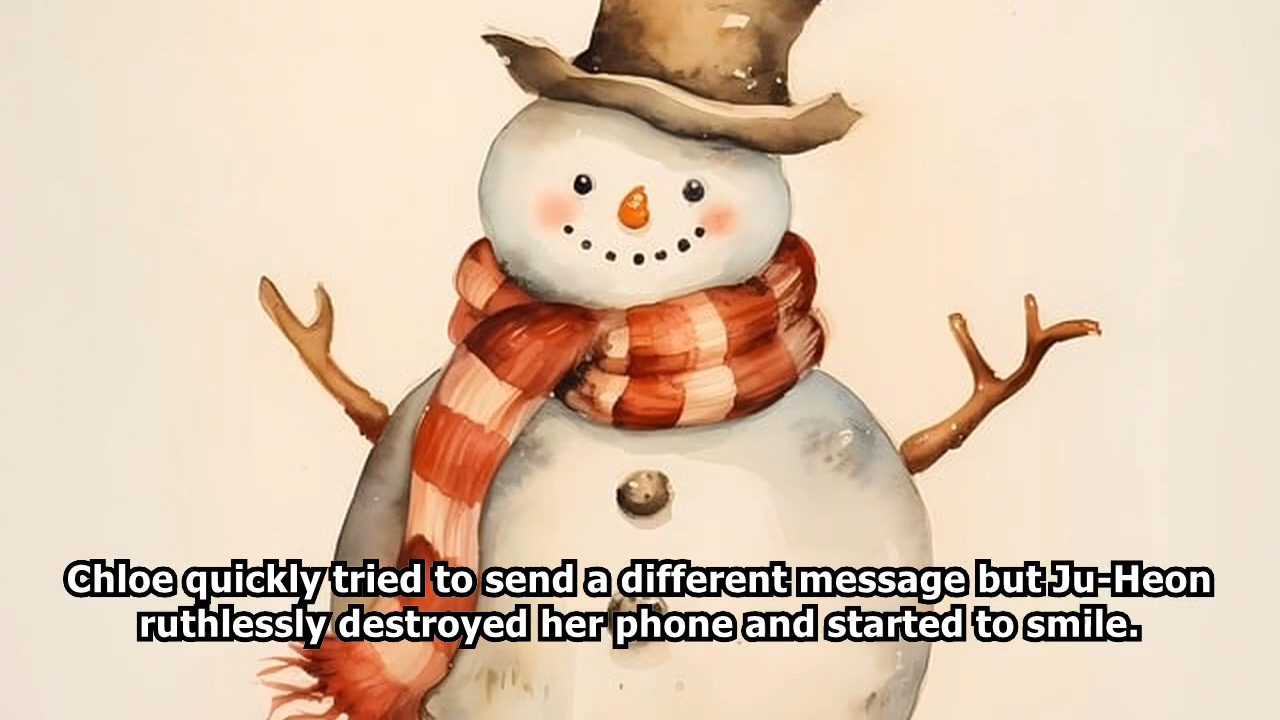 Chloe quickly tried to send a different message but Ju-Heon
ruthlessly destroyed her phone and started to smile.